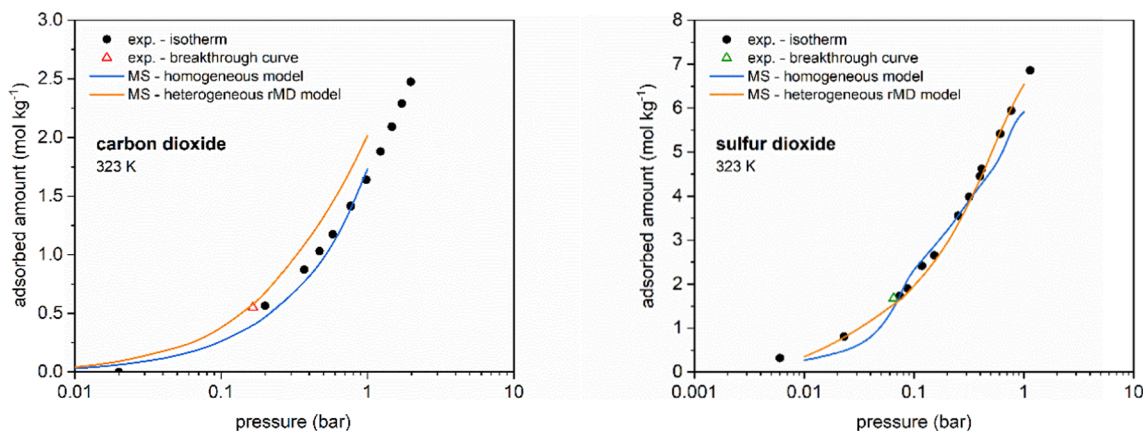 3.0
2.5
2.0
1.5
1.0
0.5
0.0
adsorbed amount (mol kg⁻¹)
exp. - isotherm
exp. - breakthrough curve
MS - homogeneous model
MS - heterogeneous rMD model
carbon dioxide
323 K
0.01
0.1
1
10
pressure (bar)
8
7
6
5
4
3
2
1
0
adsorbed amount (mol kg⁻¹)
exp. - isotherm
exp. - breakthrough curve
MS - homogeneous model
MS - heterogeneous rMD model
sulfur dioxide
323 K
0.001
0.01
0.1
1
10
pressure (bar)